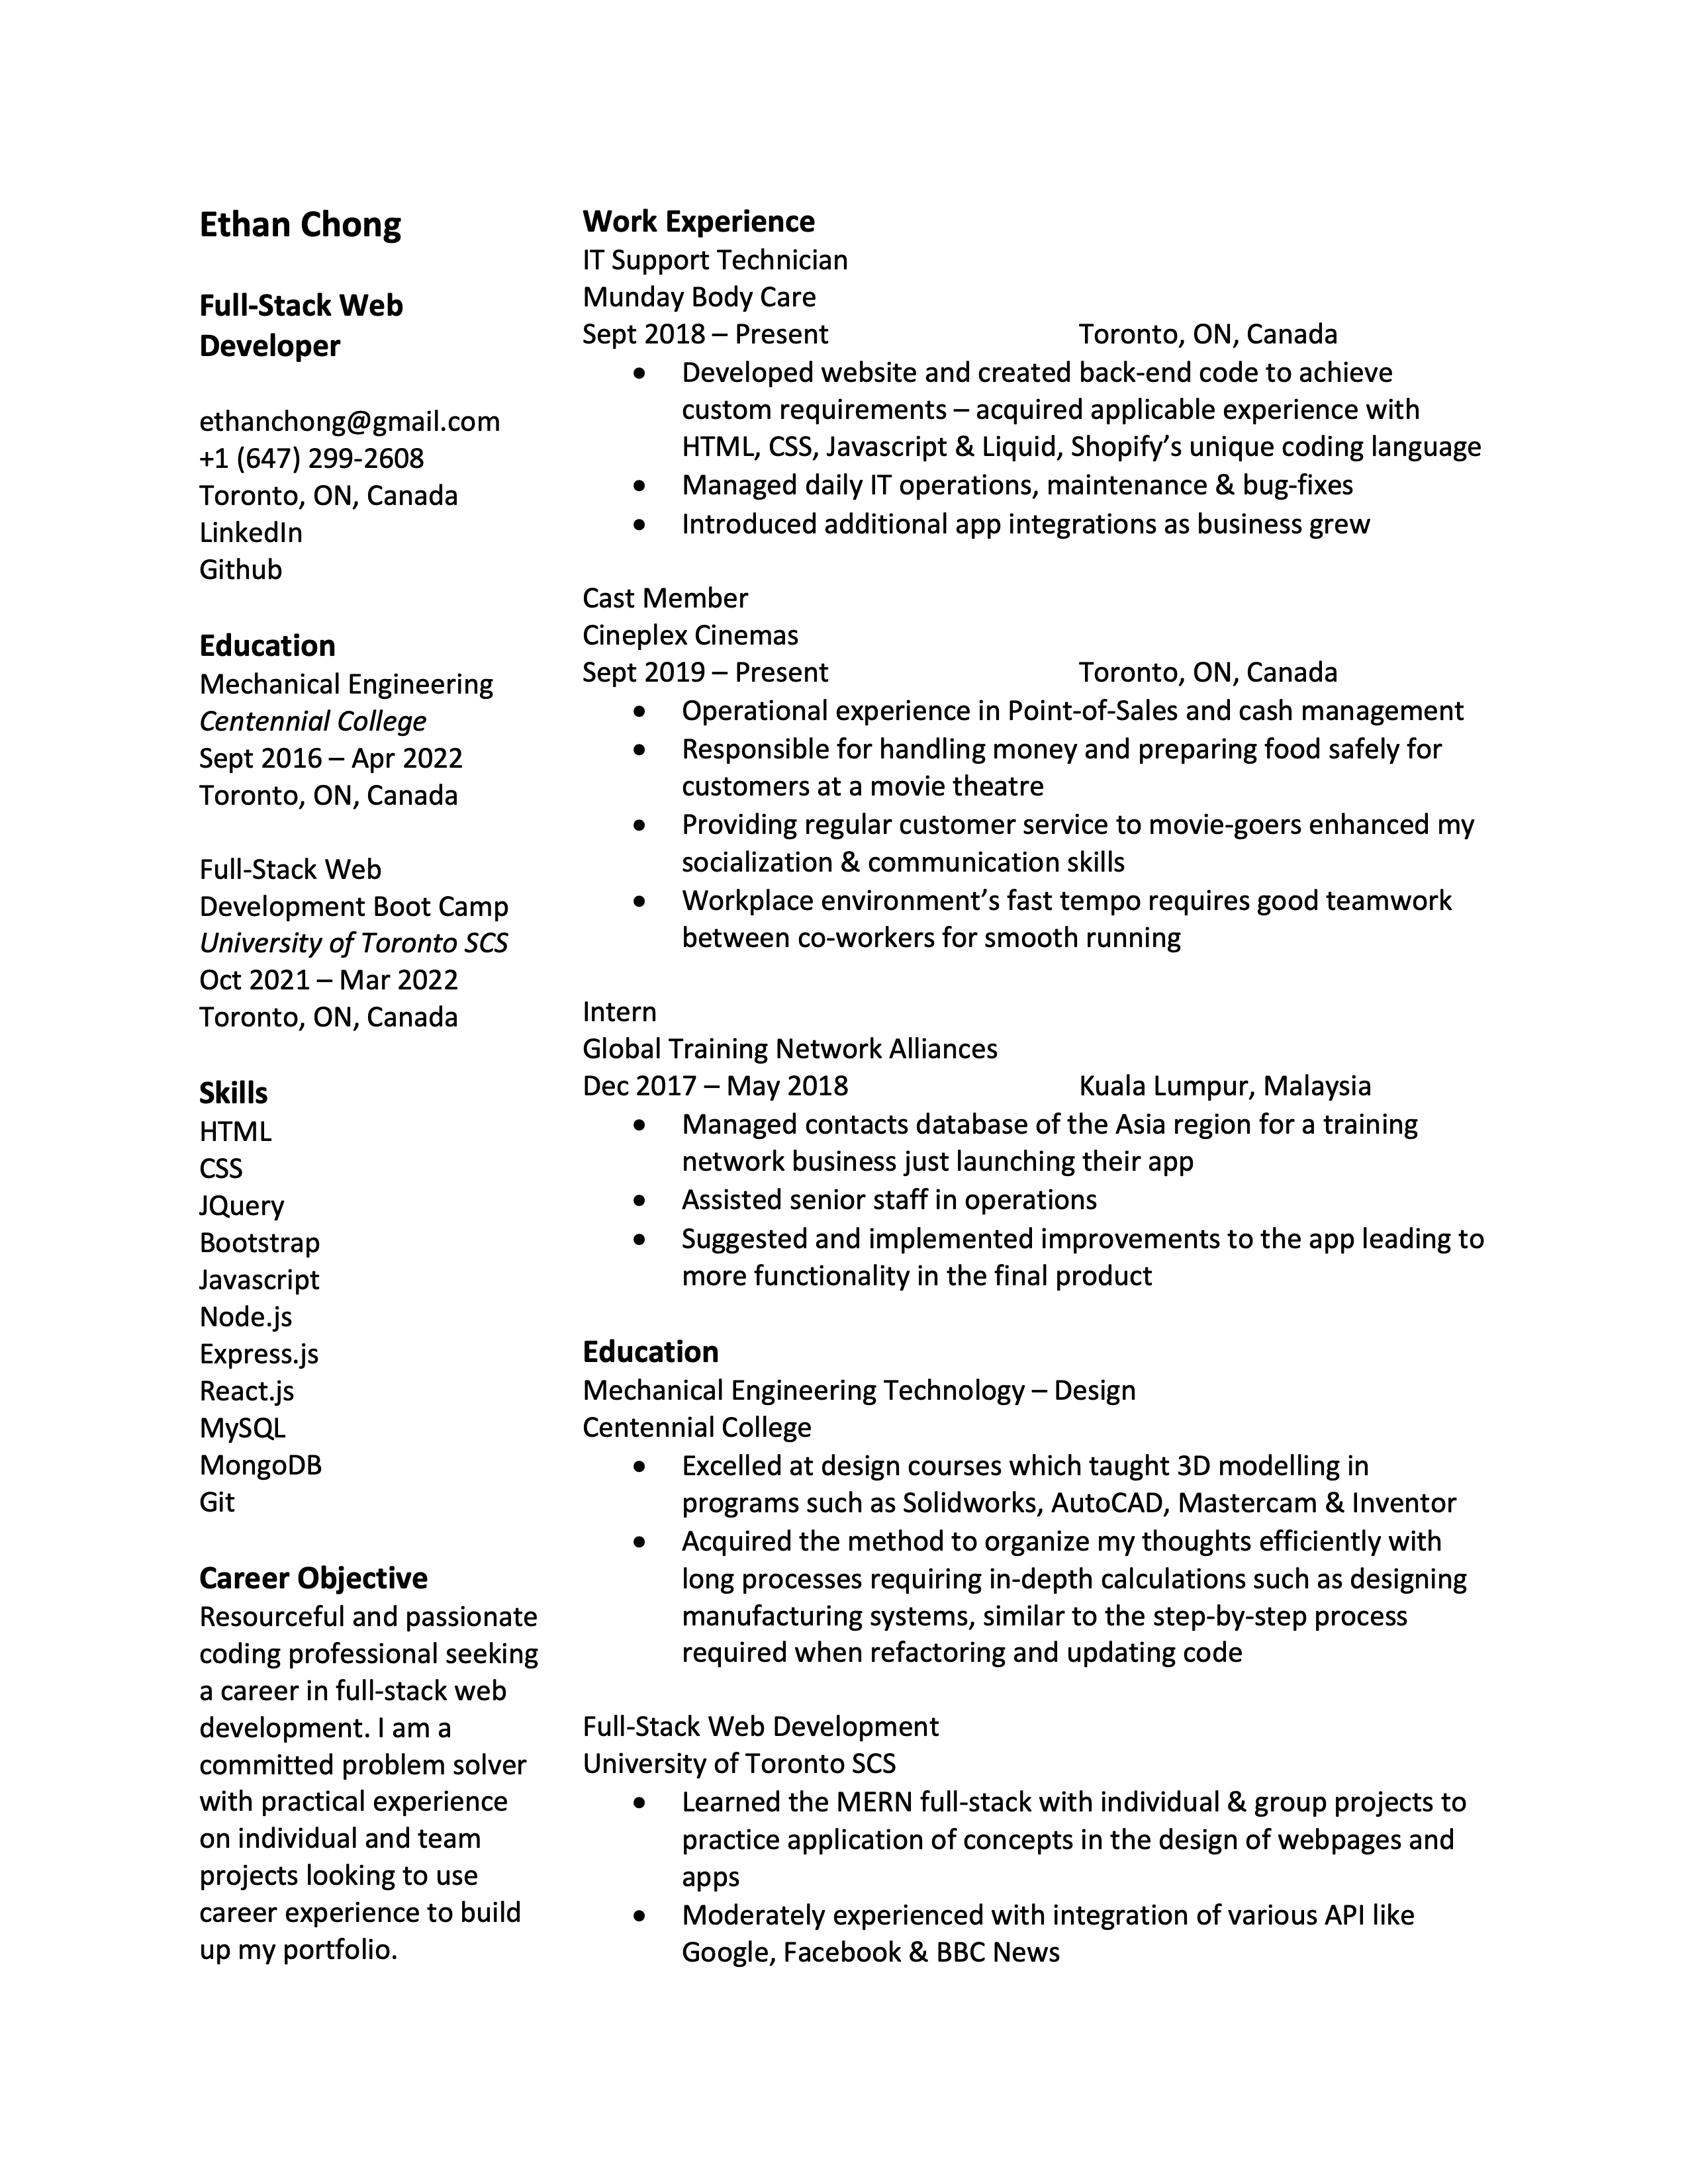 Ethan Chong
Full-Stack Web
Developer
ethanchong@gmail.com
+1 (647) 299-2608
Toronto, ON, Canada
LinkedIn
Github
Education
Mechanical Engineering
Centennial College
Sept 2016 – Apr 2022
Toronto, ON, Canada
Full-Stack Web
Development Boot Camp
University of Toronto SCS
Oct 2021 – Mar 2022
Toronto, ON, Canada
Skills
HTML
CSS
JQuery
Bootstrap
Javascript
Node.js
Express.js
React.js
MySQL
MongoDB
Git
Career Objective
Resourceful and passionate
coding professional seeking
a career in full-stack web
development. I am a
committed problem solver
with practical experience
on individual and team
projects looking to use
career experience to build
up my portfolio.
Work Experience
IT Support Technician
Munday Body Care
Sept 2018 – Present Toronto, ON, Canada
• Developed website and created back-end code to achieve
custom requirements – acquired applicable experience with
HTML, CSS, Javascript & Liquid, Shopify’s unique coding language
• Managed daily IT operations, maintenance & bug-fixes
• Introduced additional app integrations as business grew
Cast Member
Cineplex Cinemas
Sept 2019 – Present Toronto, ON, Canada
• Operational experience in Point-of-Sales and cash management
• Responsible for handling money and preparing food safely for
customers at a movie theatre
• Providing regular customer service to movie-goers enhanced my
socialization & communication skills
• Workplace environment’s fast tempo requires good teamwork
between co-workers for smooth running
Intern
Global Training Network Alliances
Dec 2017 – May 2018 Kuala Lumpur, Malaysia
• Managed contacts database of the Asia region for a training
network business just launching their app
• Assisted senior staff in operations
• Suggested and implemented improvements to the app leading to
more functionality in the final product
Education
Mechanical Engineering Technology – Design
Centennial College
• Excelled at design courses which taught 3D modelling in
programs such as Solidworks, AutoCAD, Mastercam & Inventor
• Acquired the method to organize my thoughts efficiently with
long processes requiring in-depth calculations such as designing
manufacturing systems, similar to the step-by-step process
required when refactoring and updating code
Full-Stack Web Development
University of Toronto SCS
• Learned the MERN full-stack with individual & group projects to
practice application of concepts in the design of webpages and
apps
• Moderately experienced with integration of various API like
Google, Facebook & BBC News